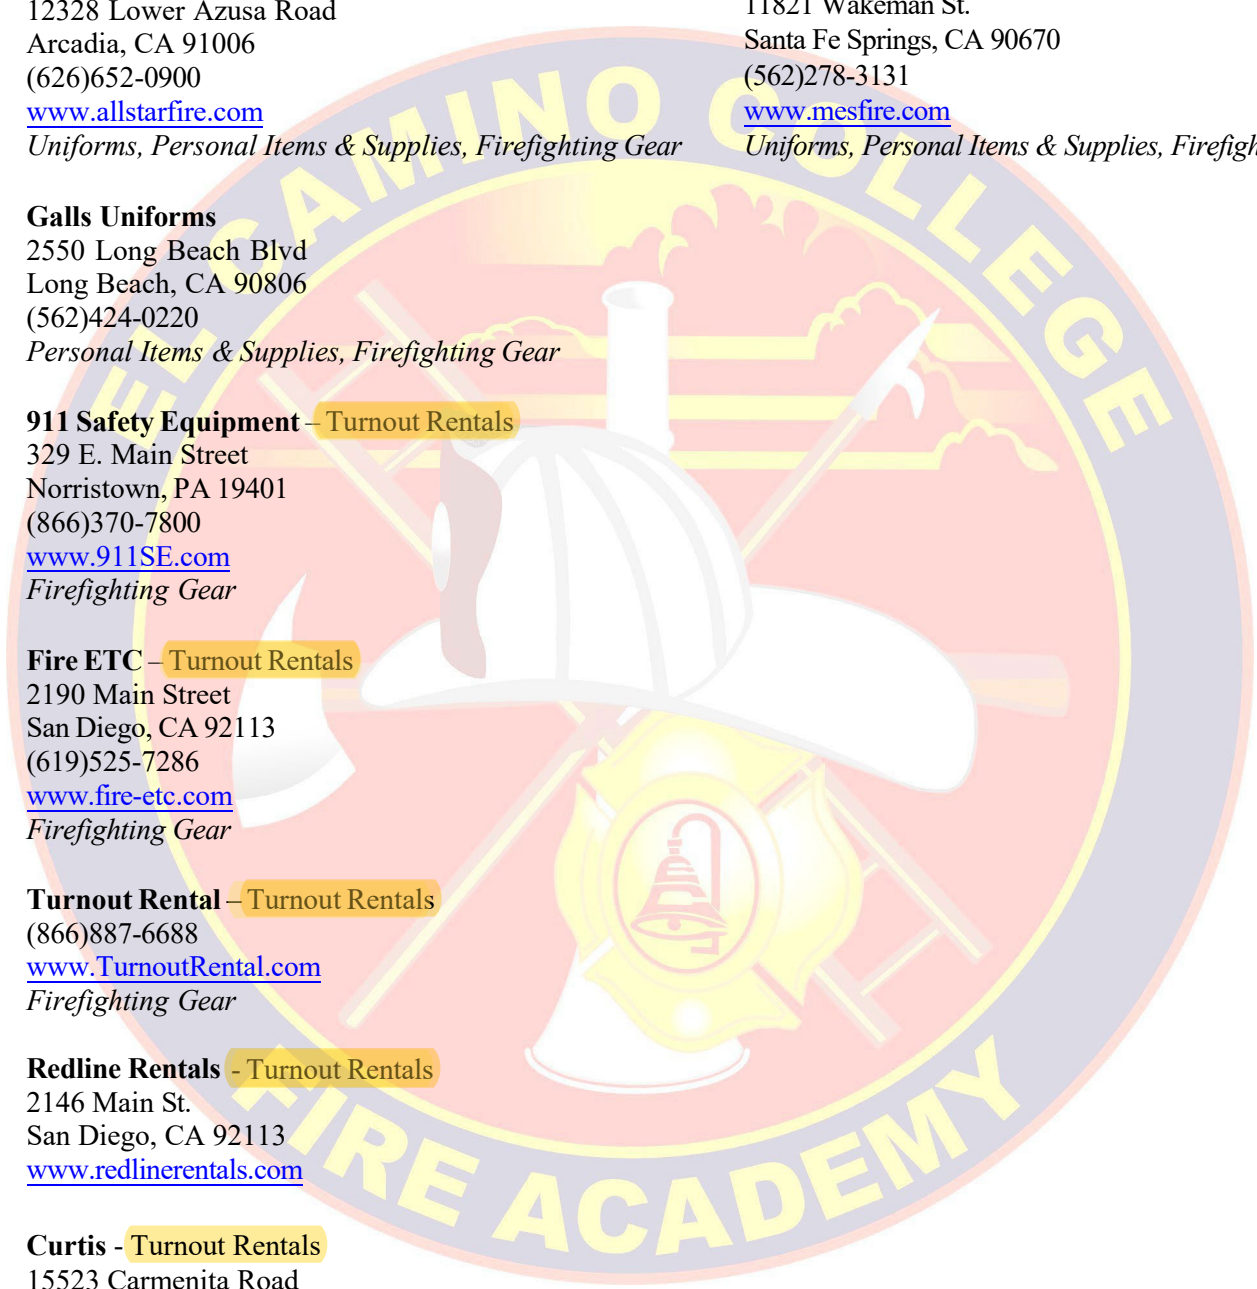 12328 Lower Azusa Road
Arcadia, CA 91006
(626)652-0900
www.allstarfire.com
Uniforms, Personal Items & Supplies, Firefighting Gear
11821 Wakeman St.
Santa Fe Springs, CA 90670
(562)278-3131
www.mesfire.com
Uniforms, Personal Items & Supplies, Firefigh
Galls Uniforms
2550 Long Beach Blvd
Long Beach, CA 90806
(562)424-0220
Personal Items & Supplies, Firefighting Gear
911 Safety Equipment – Turnout Rentals
329 E. Main Street
Norristown, PA 19401
(866)370-7800
www.911SE.com
Firefighting Gear
Fire ETC – Turnout Rentals
2190 Main Street
San Diego, CA 92113
(619)525-7286
www.fire-etc.com
Firefighting Gear
Turnout Rental – Turnout Rentals
(866)887-6688
www.TurnoutRental.com
Firefighting Gear
Redline Rentals - Turnout Rentals
2146 Main St.
San Diego, CA 92113
www.redlinerentals.com
Curtis - Turnout Rentals
15523 Carmenita Road
EL CAMINO COLLEGE
FIRE ACADEMY